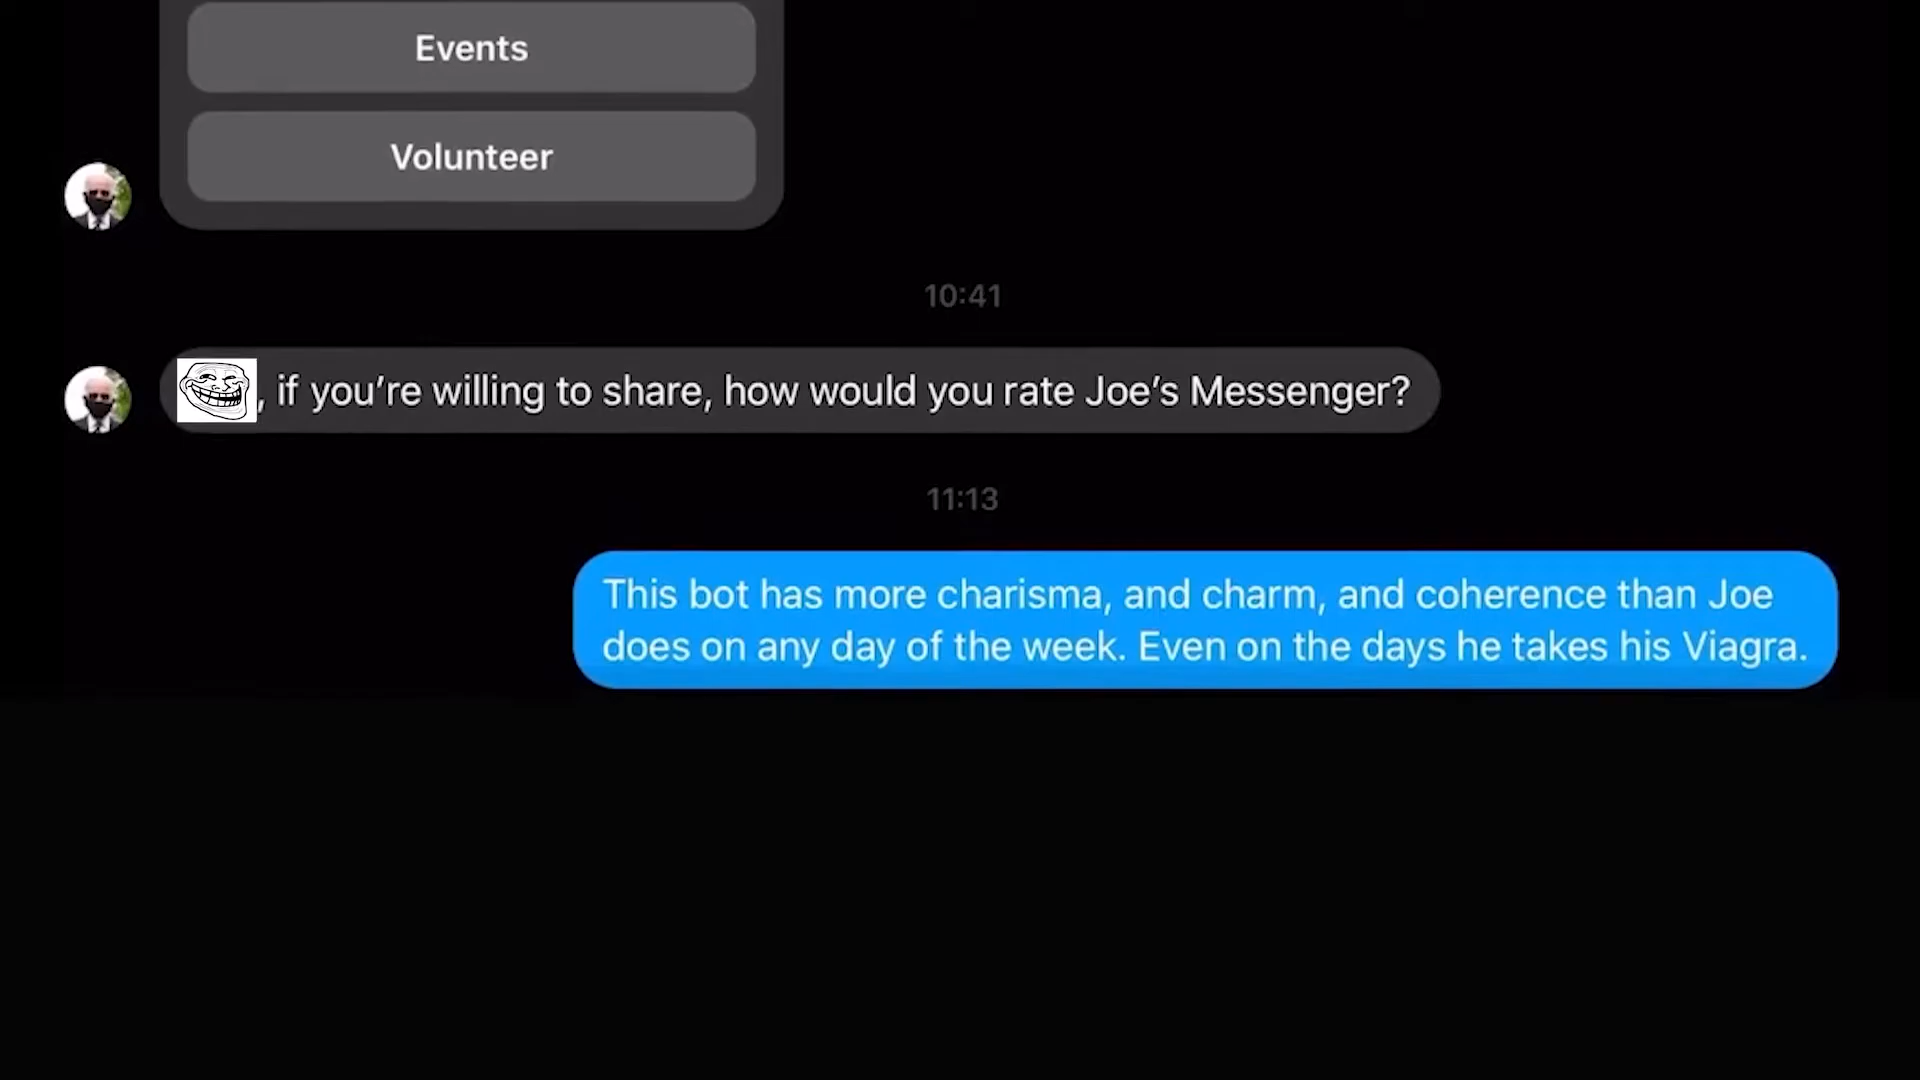 Events
Volunteer
10:41
, if you’re willing to share, how would you rate Joe’s Messenger?
11:13
This bot has more charisma, and charm, and coherence than Joe
does on any day of the week. Even on the days he takes his Viagra.